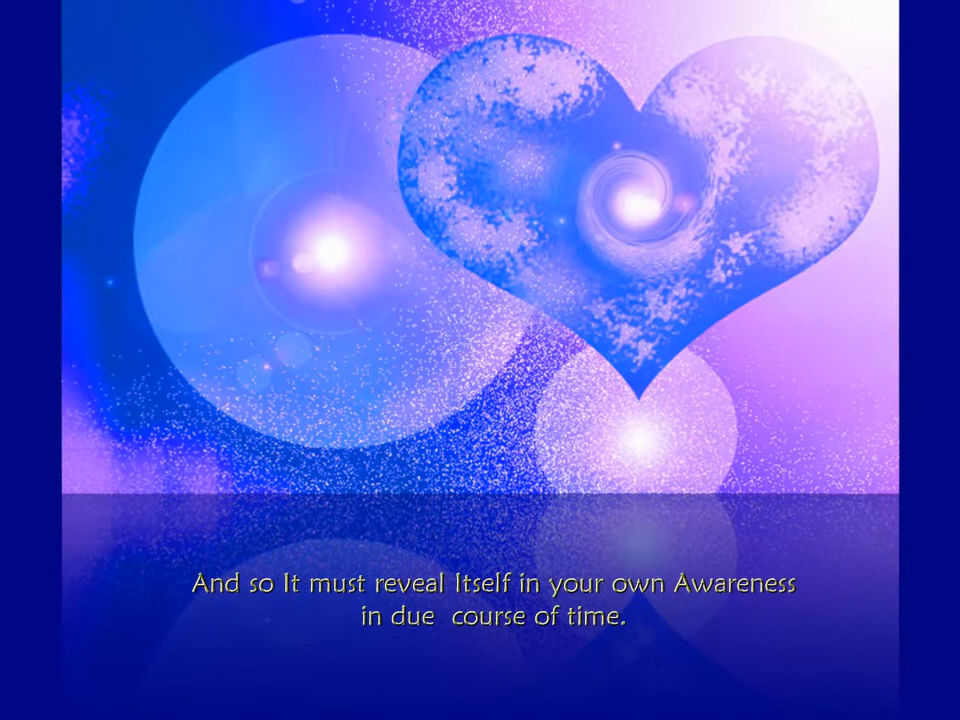 And so It must reveal Itself in your own Awareness
in due  course of time.